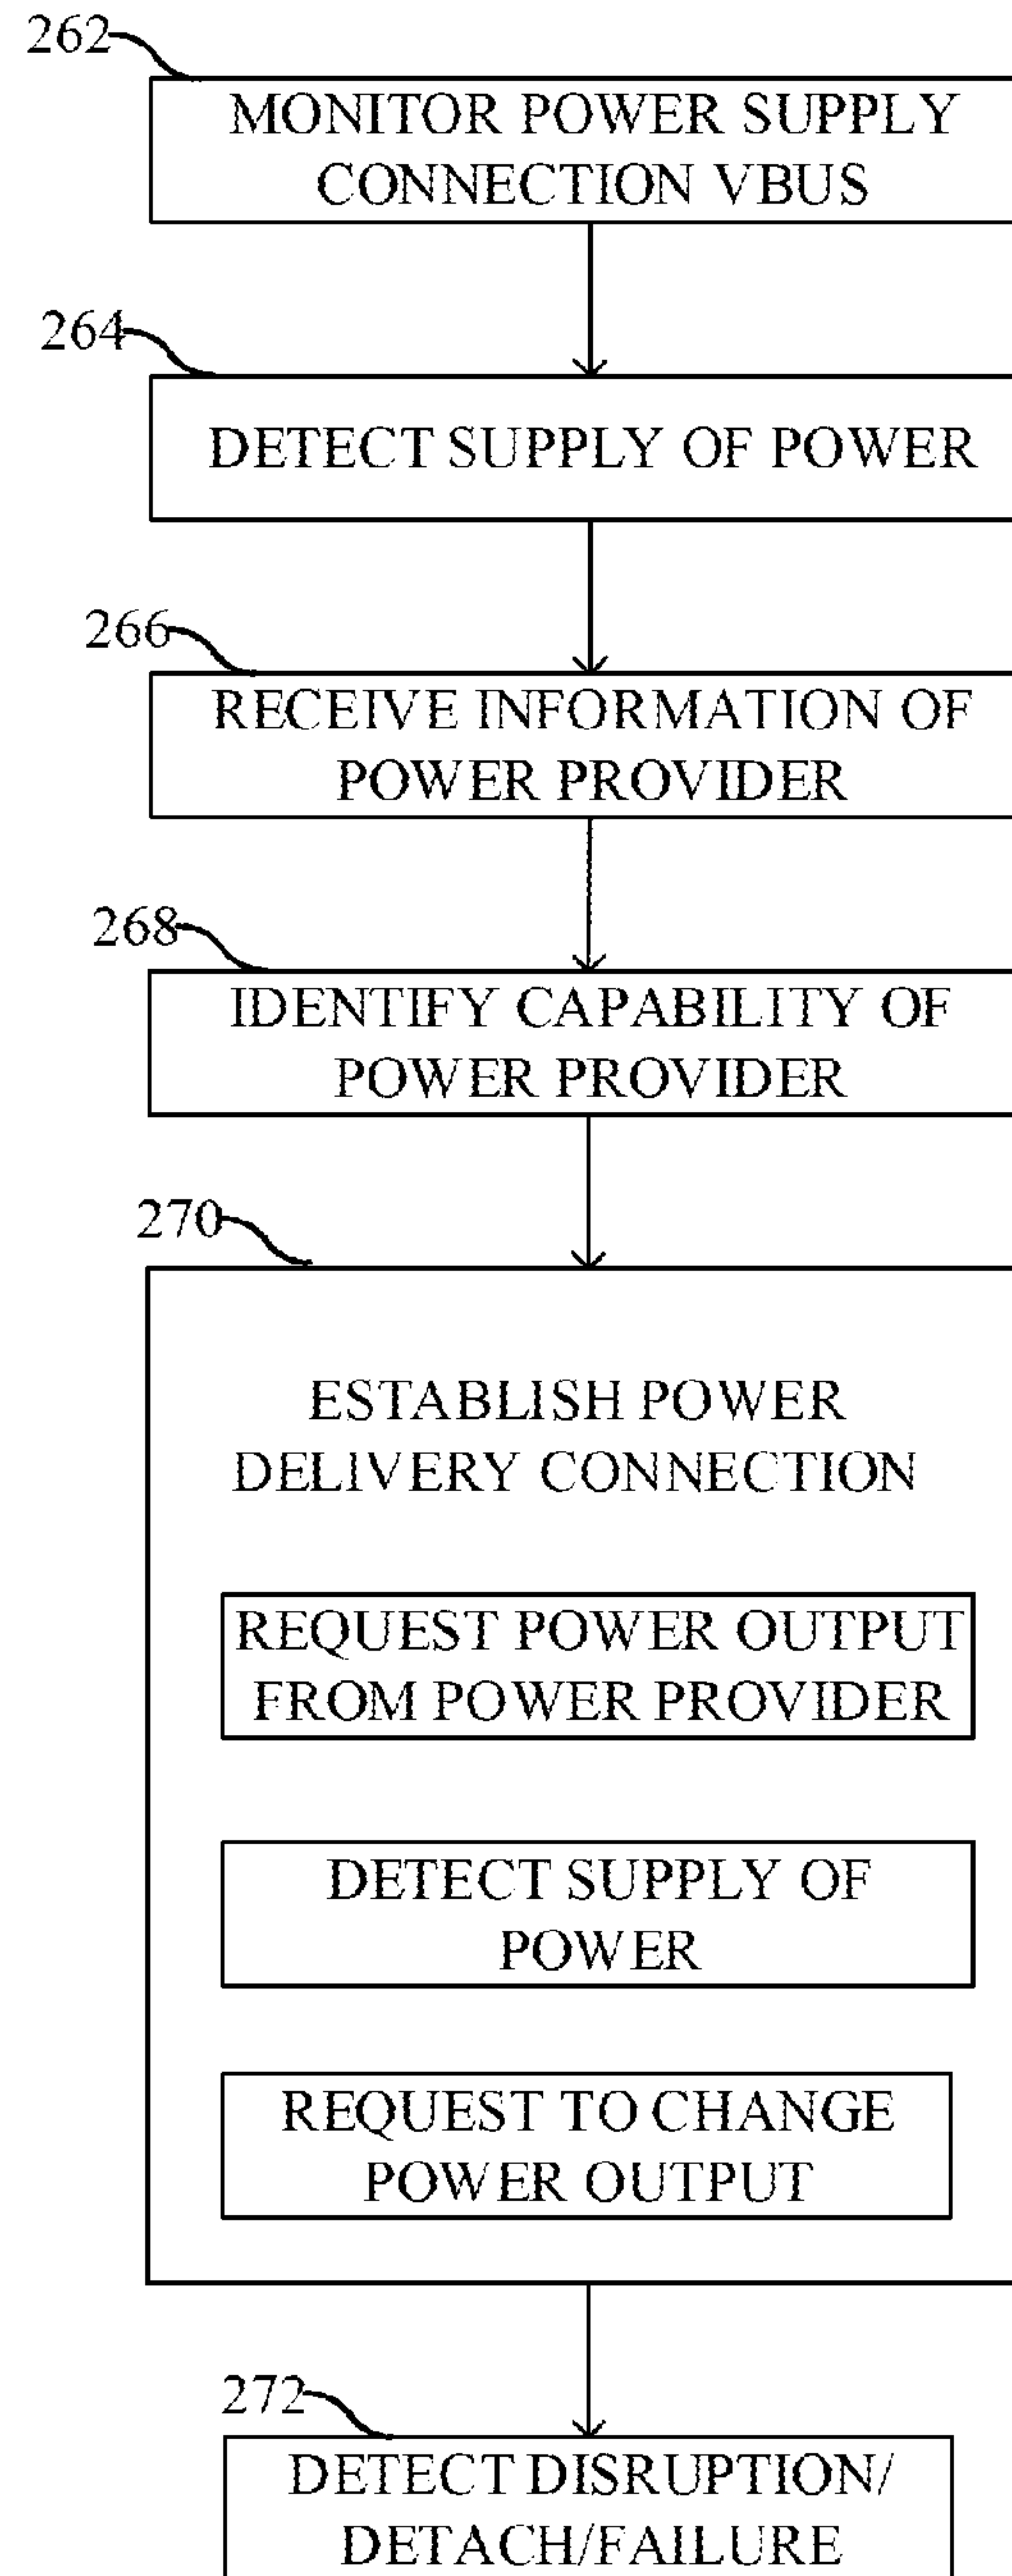 262
MONITOR POWER SUPPLY
CONNECTION VBUS
264
DETECT SUPPLY OF POWER
266
RECEIVE INFORMATION OF
POWER PROVIDER
268
IDENTIFY CAPABILITY OF
POWER PROVIDER
270
ESTABLISH POWER
DELIVERY CONNECTION
REQUEST POWER OUTPUT
FROM POWER PROVIDER
DETECT SUPPLY OF
POWER
REQUEST TO CHANGE
POWER OUTPUT
272
DETECT DISRUPTION/
DETACH/FAILURE